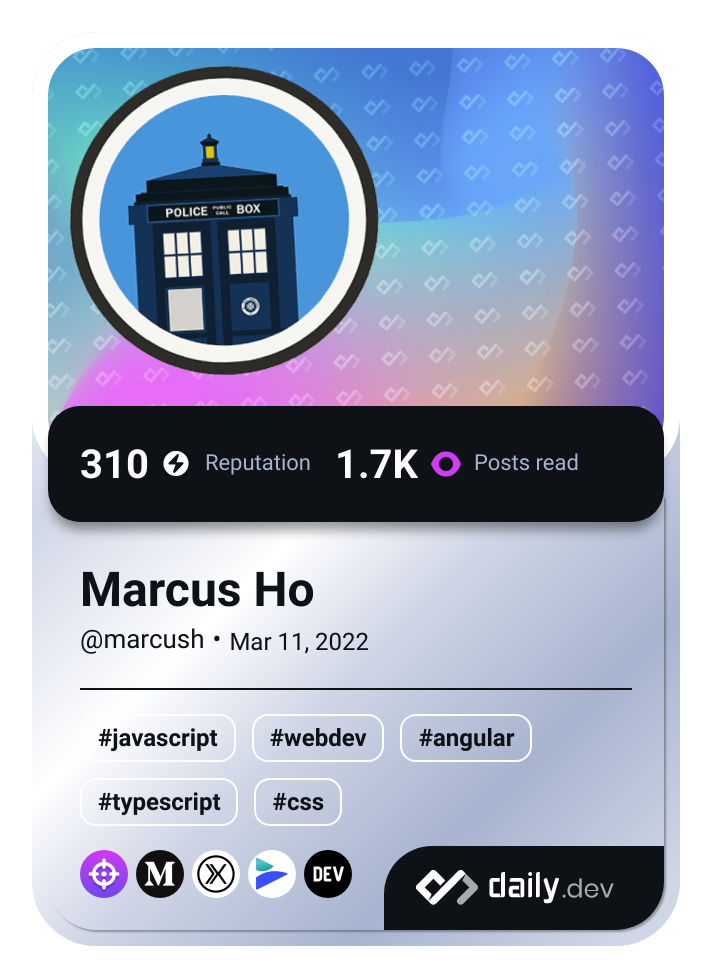 POLICE PUBLIC CALL BOX
310 Reputation 1.7K Posts read
Marcus Ho
@marcush • Mar 11, 2022
#javascript #webdev #angular
#typescript #css
M DEV daily.dev